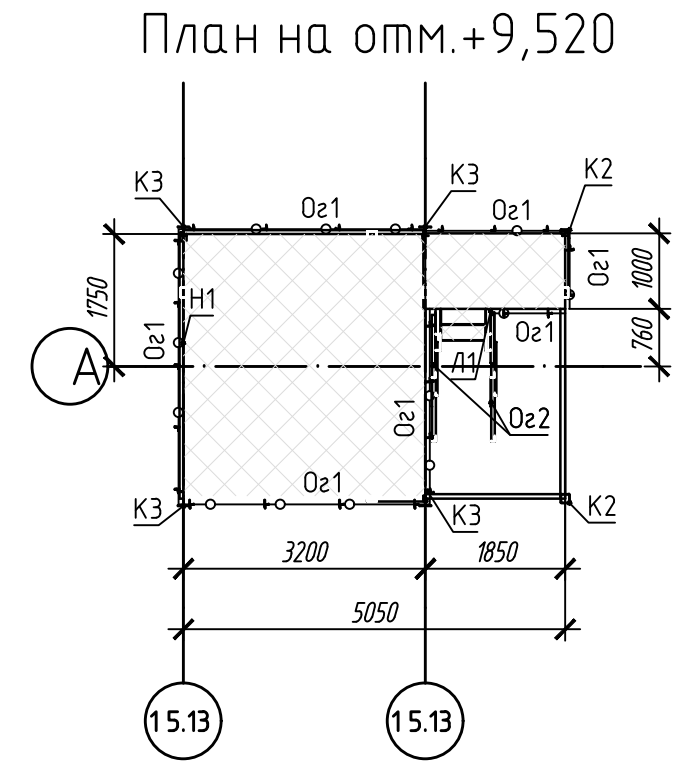 План на отм.+9,520
К3
К3
К2
Ог1
Ог1
Ог1
1000
1750
Н1
Ог1
760
Ог1
А
Л1
Ог1
Ог2
Ог1
К3
К3
К2
3200
1850
5050
15.13
15.13